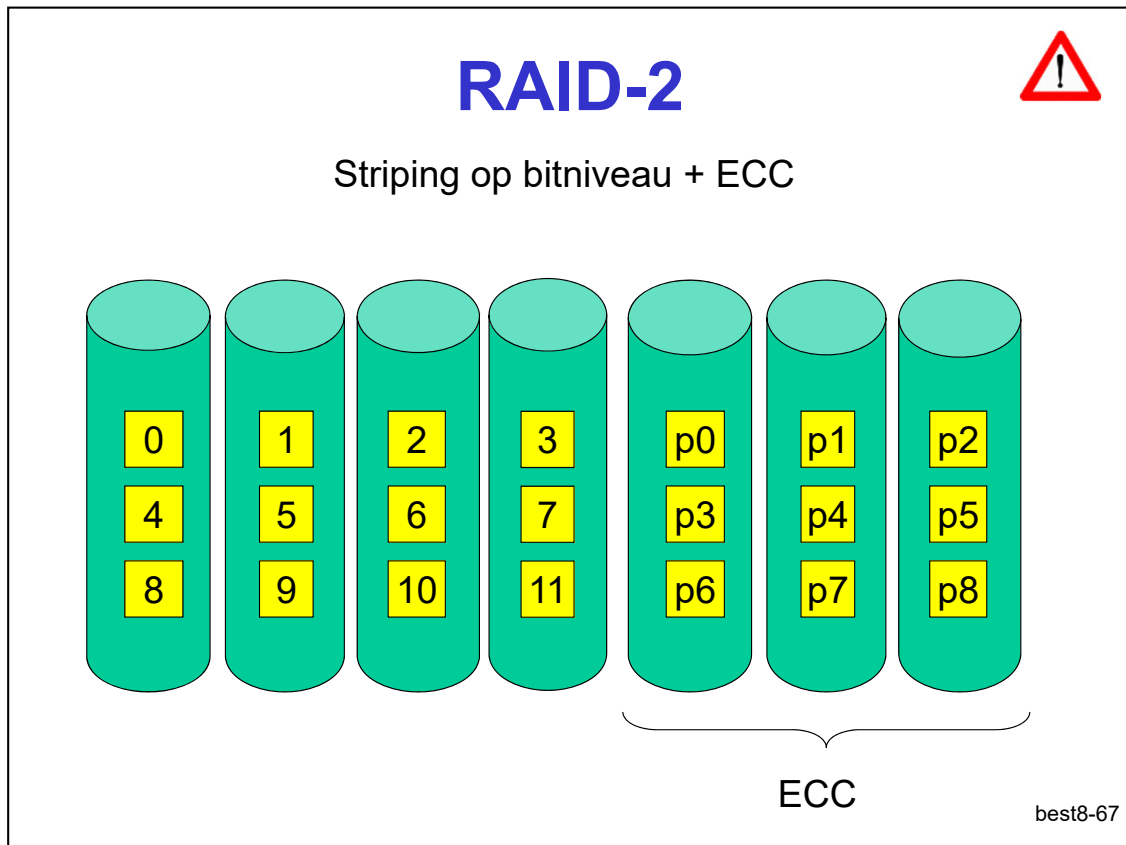 RAID-2
Striping op bitniveau + ECC
0 1 2 3 p0 p1 p2
4 5 6 7 p3 p4 p5
8 9 10 11 p6 p7 p8
ECC
best8-67